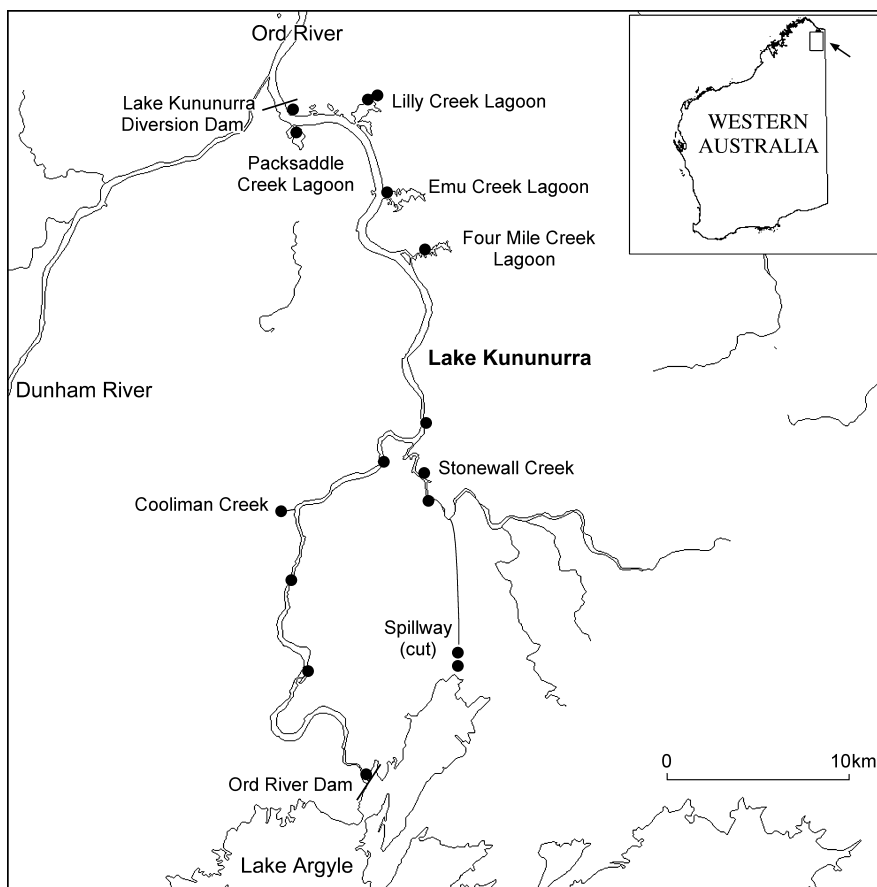 Ord River
Lake Kununurra
Diversion Dam
Lilly Creek Lagoon
WESTERN
AUSTRALIA
Packsaddle
Creek Lagoon
Emu Creek Lagoon
Four Mile Creek
Lagoon
Lake Kununurra
Dunham River
Stonewall Creek
Cooliman Creek
Spillway
(cut)
0 10km
Ord River Dam
Lake Argyle